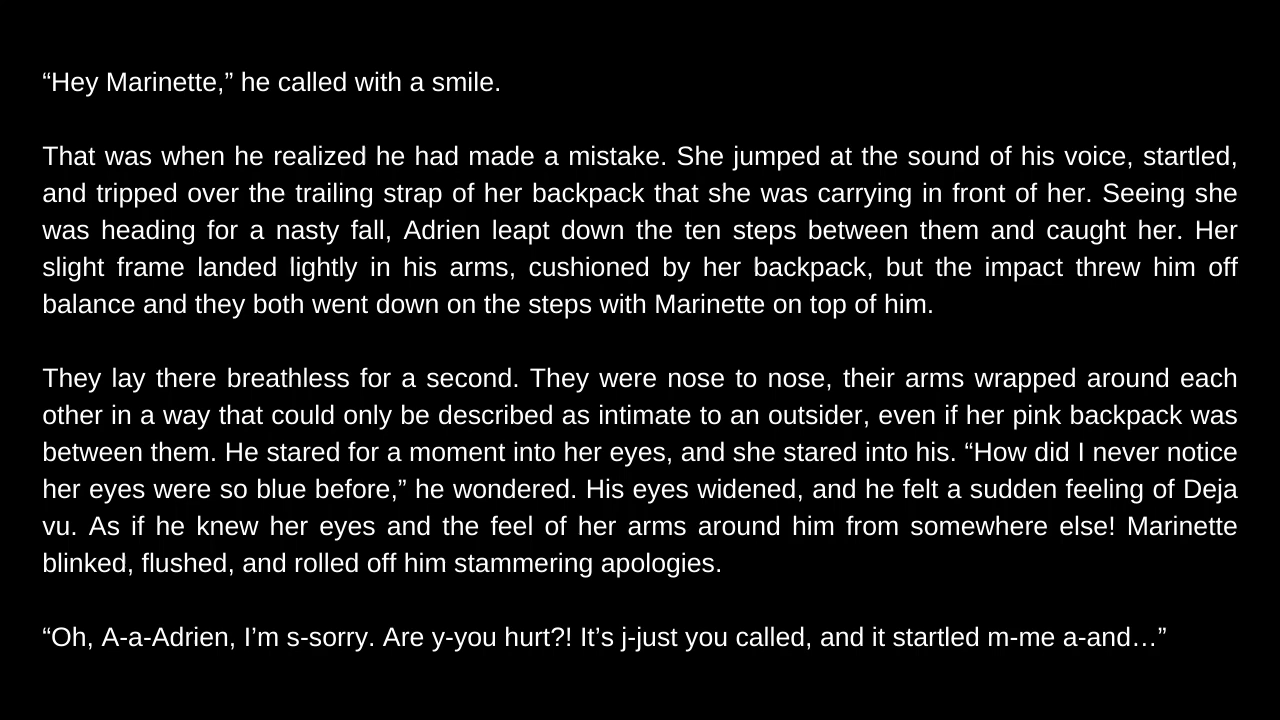 “Hey Marinette,” he called with a smile.
That was when he realized he had made a mistake. She jumped at the sound of his voice, startled,
and tripped over the trailing strap of her backpack that she was carrying in front of her. Seeing she
was heading for a nasty fall, Adrien leapt down the ten steps between them and caught her. Her
slight frame landed lightly in his arms, cushioned by her backpack, but the impact threw him off
balance and they both went down on the steps with Marinette on top of him.
They lay there breathless for a second. They were nose to nose, their arms wrapped around each
other in a way that could only be described as intimate to an outsider, even if her pink backpack was
between them. He stared for a moment into her eyes, and she stared into his. “How did I never notice
her eyes were so blue before,” he wondered. His eyes widened, and he felt a sudden feeling of Deja
vu. As if he knew her eyes and the feel of her arms around him from somewhere else! Marinette
blinked, flushed, and rolled off him stammering apologies.
“Oh, A-a-Adrien, I’m s-sorry. Are y-you hurt?! It’s j-just you called, and it startled m-me a-and…”